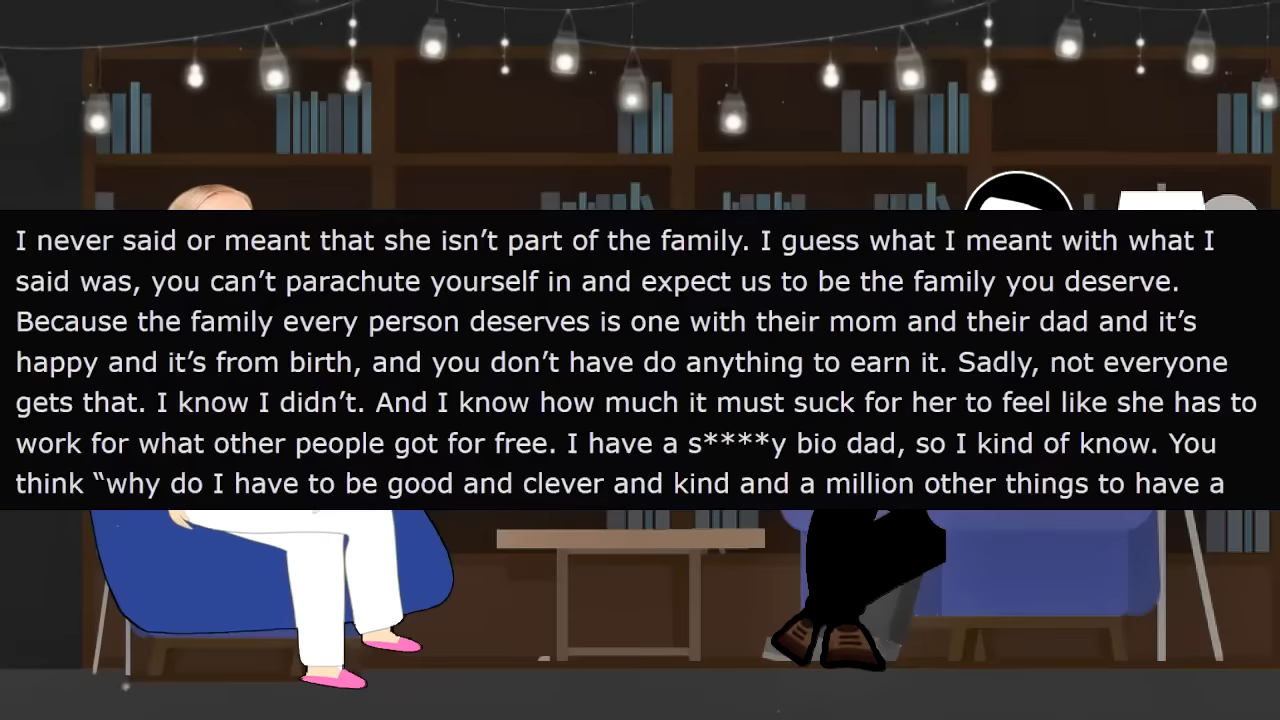 I never said or meant that she isn’t part of the family. I guess what I meant with what I
said was, you can’t parachute yourself in and expect us to be the family you deserve.
Because the family every person deserves is one with their mom and their dad and it’s
happy and it’s from birth, and you don’t have do anything to earn it. Sadly, not everyone
gets that. I know I didn’t. And I know how much it must suck for her to feel like she has to
work for what other people got for free. I have a s****y bio dad, so I kind of know. You
think “why do I have to be good and clever and kind and a million other things to have a